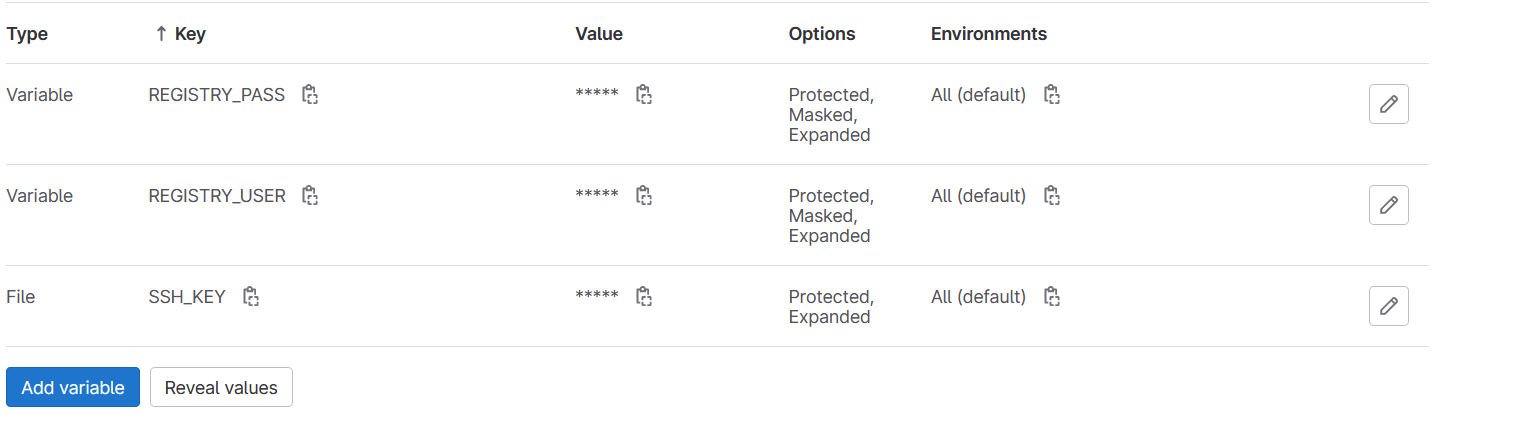 Type ↑ Key Value Options Environments
Variable REGISTRY_PASS ***** Protected, All (default)
Masked,
Expanded
Variable REGISTRY_USER ***** Protected, All (default)
Masked,
Expanded
File SSH_KEY ***** Protected, All (default)
Expanded
Add variable Reveal values